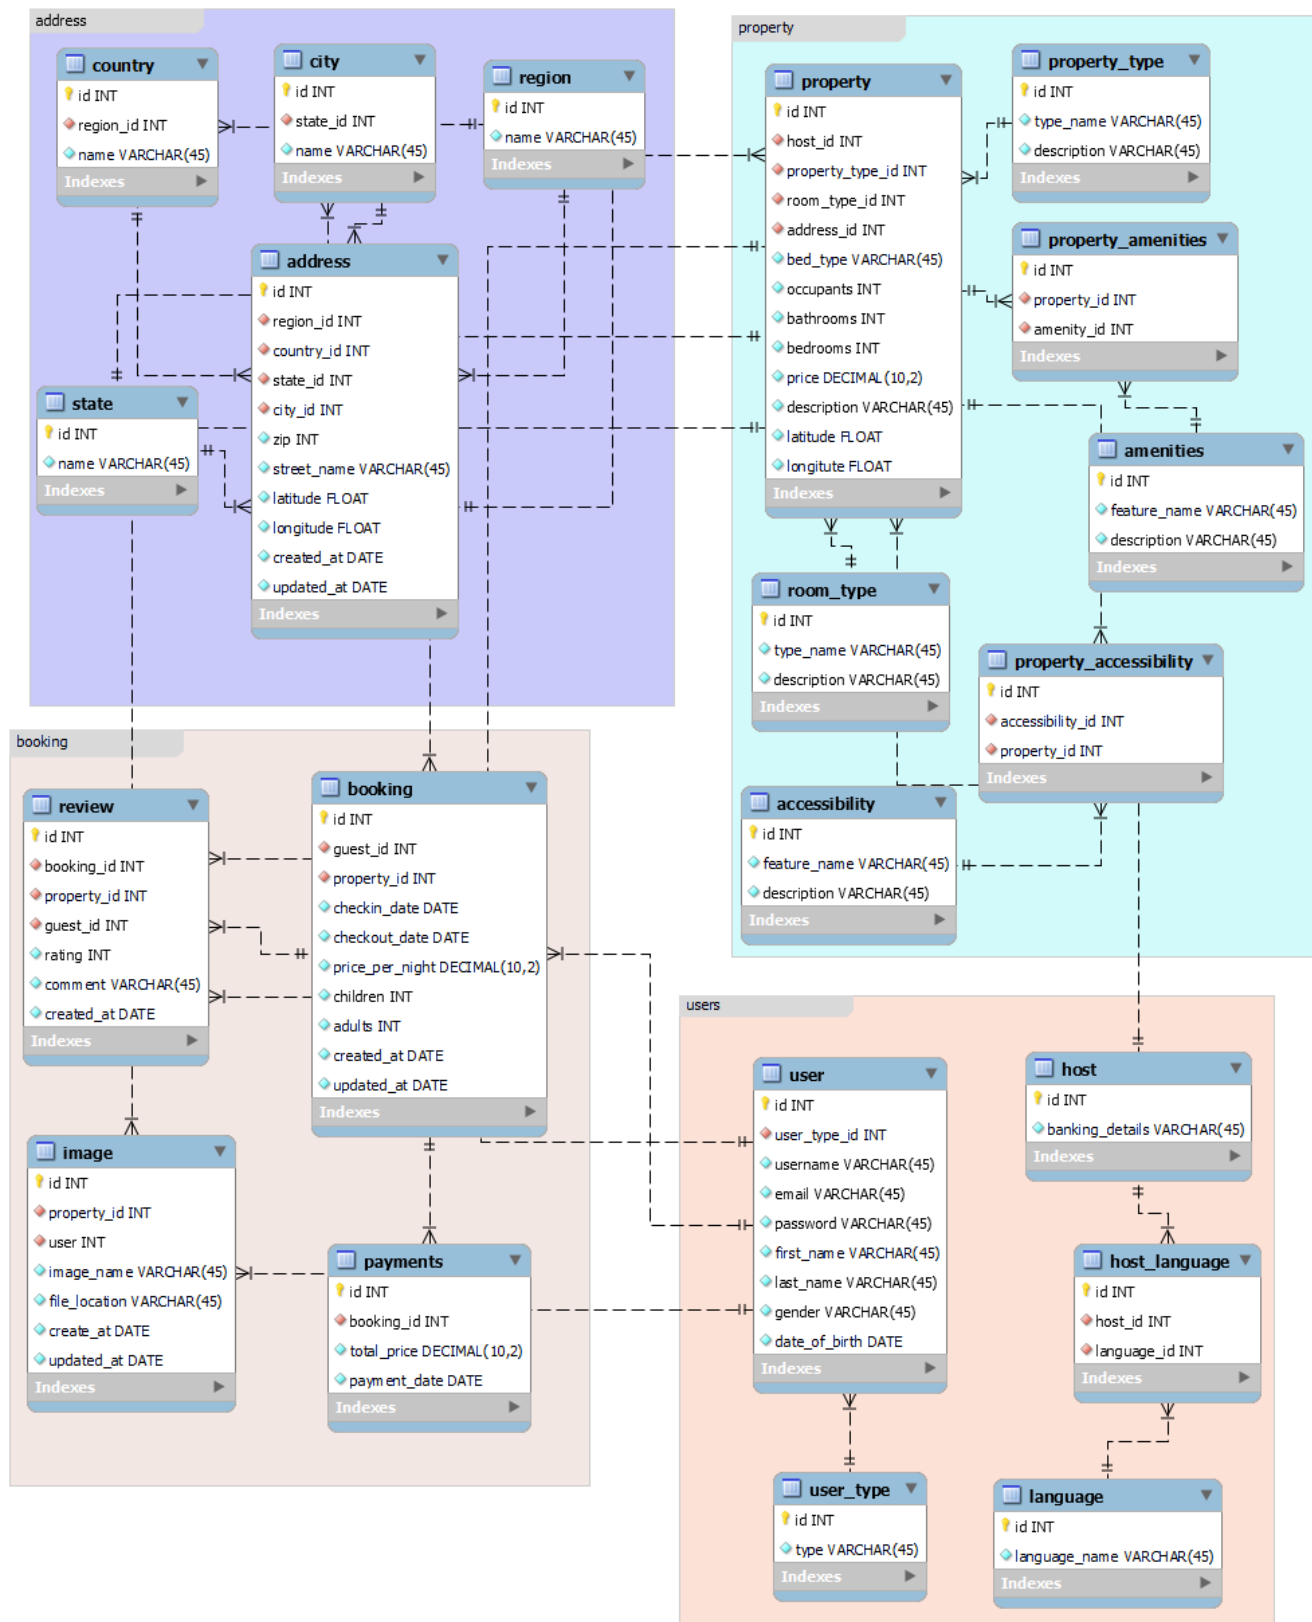 address
country
id INT
region_id INT
name VARCHAR(45)
Indexes
city
id INT
state_id INT
name VARCHAR(45)
Indexes
region
id INT
name VARCHAR(45)
Indexes
address
id INT
region_id INT
country_id INT
state_id INT
city_id INT
zip INT
street_name VARCHAR(45)
latitude FLOAT
longitude FLOAT
created_at DATE
updated_at DATE
Indexes
state
id INT
name VARCHAR(45)
Indexes
property
property
id INT
host_id INT
property_type_id INT
room_type_id INT
address_id INT
bed_type VARCHAR(45)
occupants INT
bathrooms INT
bedrooms INT
price DECIMAL(10,2)
description VARCHAR(45)
latitude FLOAT
longitute FLOAT
Indexes
property_type
id INT
type_name VARCHAR(45)
description VARCHAR(45)
Indexes
property_amenities
id INT
property_id INT
amenity_id INT
Indexes
amenities
id INT
feature_name VARCHAR(45)
description VARCHAR(45)
Indexes
room_type
id INT
type_name VARCHAR(45)
description VARCHAR(45)
Indexes
property_accessibility
id INT
accessibility_id INT
property_id INT
Indexes
accessibility
id INT
feature_name VARCHAR(45)
description VARCHAR(45)
Indexes
booking
review
id INT
booking_id INT
property_id INT
guest_id INT
rating INT
comment VARCHAR(45)
created_at DATE
Indexes
booking
id INT
guest_id INT
property_id INT
checkin_date DATE
checkout_date DATE
price_per_night DECIMAL(10,2)
children INT
adults INT
created_at DATE
updated_at DATE
Indexes
image
id INT
property_id INT
user INT
image_name VARCHAR(45)
file_location VARCHAR(45)
create_at DATE
updated_at DATE
Indexes
payments
id INT
booking_id INT
total_price DECIMAL(10,2)
payment_date DATE
Indexes
users
user
id INT
user_type_id INT
username VARCHAR(45)
email VARCHAR(45)
password VARCHAR(45)
first_name VARCHAR(45)
last_name VARCHAR(45)
gender VARCHAR(45)
date_of_birth DATE
Indexes
host
id INT
banking_details VARCHAR(45)
Indexes
host_language
id INT
host_id INT
language_id INT
Indexes
user_type
id INT
type VARCHAR(45)
Indexes
language
id INT
language_name VARCHAR(45)
Indexes